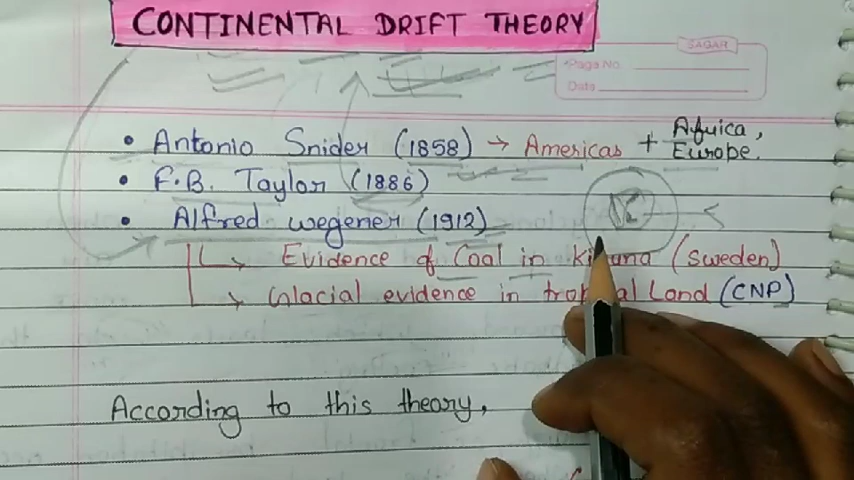 CONTINENTAL DRIFT THEORY
SAGAR
Page No.
Date
• Antonio Snider (1858) → Americas + Africa, Europe.
• F.B. Taylor (1886)
• Alfred wegener (1912)
→ Evidence of Coal in (Sweden)
→ Glacial evidence in Land (CNP)
According to this theory,